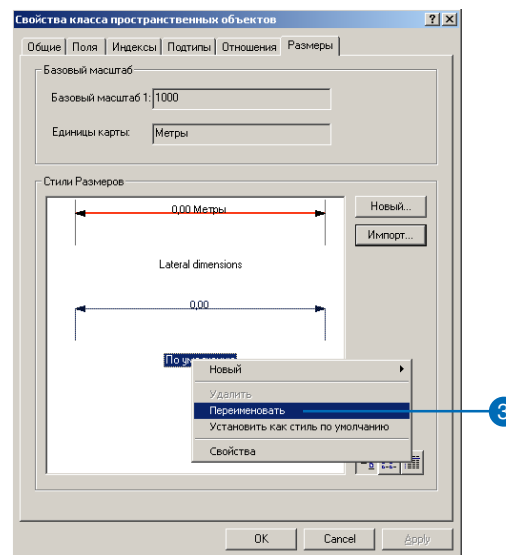 Свойства класса пространственных объектов
Общие Поля Индексы Подтипы Отношения Размеры
Базовый масштаб
Базовый масштаб 1: 1000
Единицы карты: Метры
Стили Размеров
0,00 Метры
Новый...
Импорт...
Lateral dimensions
0,00
Новый
Удалить
Переименовать
3
Установить как стиль по умолчанию
Свойства
OK Cancel Apply